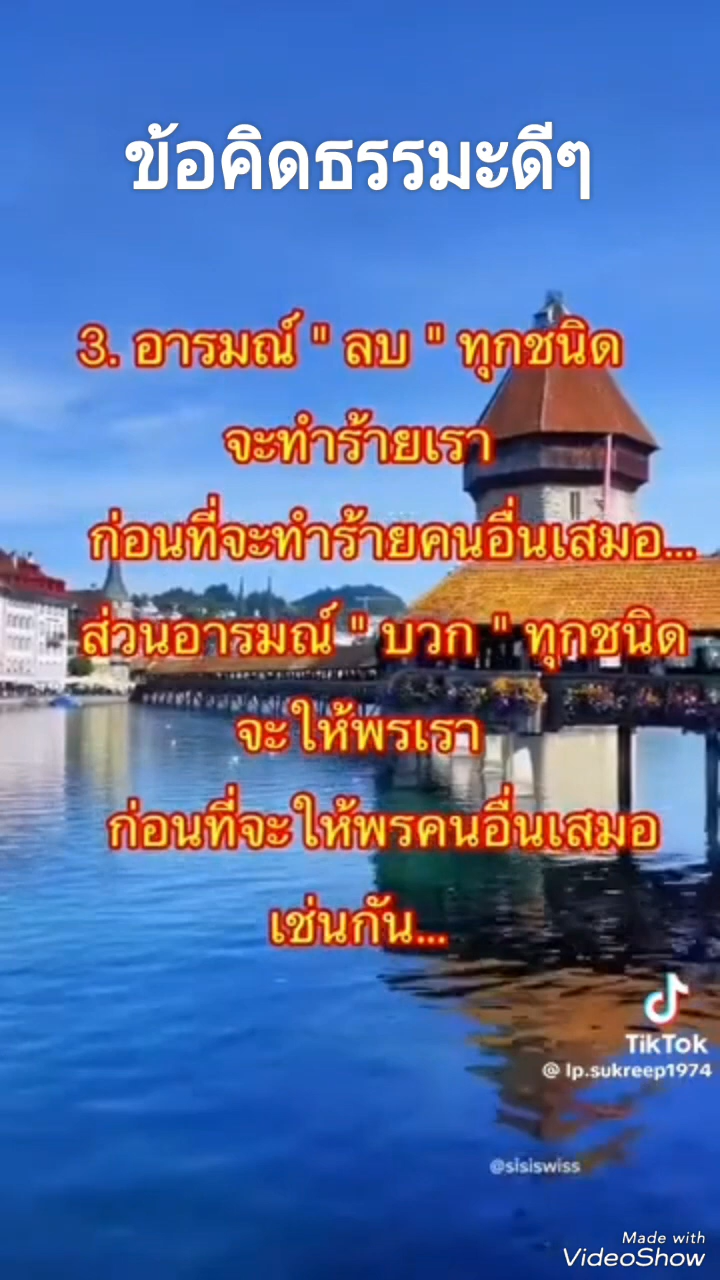 ข้อคิดธรรมะดีๆ
3. อารมณ์ " ลบ " ทุกชนิด
จะทำร้ายเรา
ก่อนที่จะทำร้ายคนอื่นเสมอ...
ส่วนอารมณ์ " บวก " ทุกชนิด
จะให้พรเรา
ก่อนที่จะให้พรคนอื่นเสมอ
เช่นกัน...
TikTok
@ lp.sukreep1974
@sisiswiss
Made with
VideoShow